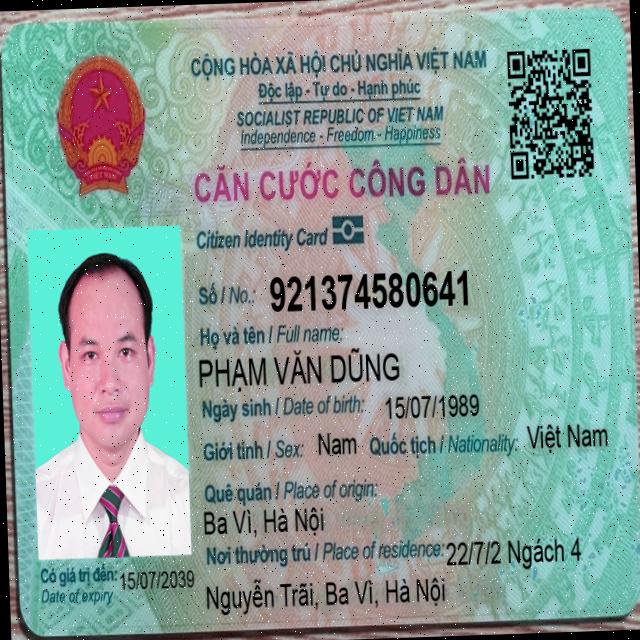 CỘNG HÒA XÃ HỘI CHỦ NGHĨA VIỆT NAM
Độc lập - Tự do - Hạnh phúc
SOCIALIST REPUBLIC OF VIET NAM
Independence - Freedom - Happiness
CĂN CƯỚC CÔNG DÂN
Citizen Identity Card
Số / No.: 921374580641
Họ và tên / Full name:
PHẠM VĂN DŨNG
Ngày sinh / Date of birth: 15/07/1989
Giới tính / Sex: Nam Quốc tịch / Nationality: Việt Nam
Quê quán / Place of origin:
Ba Vì, Hà Nội
Nơi thường trú / Place of residence: 22/7/2 Ngách 4
Nguyễn Trãi, Ba Vì, Hà Nội
Có giá trị đến: 15/07/2039
Date of expiry